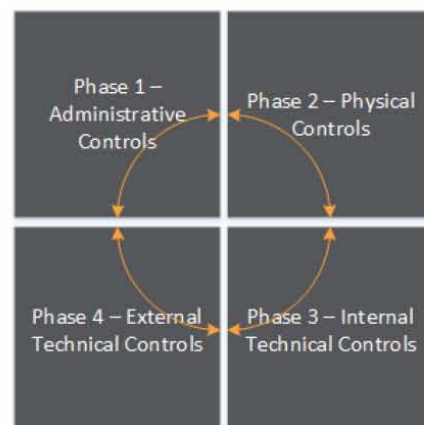 Phase 1 –
Administrative
Controls
Phase 2 – Physical
Controls
Phase 4 – External
Technical Controls
Phase 3 – Internal
Technical Controls